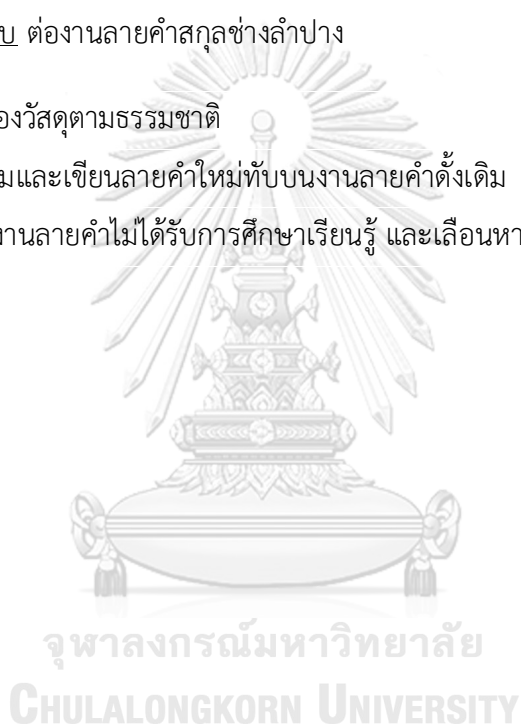 บ ต่องานลายคำสกุลช่างลำปาง
องวัสดุตามธรรมชาติ
มและเขียนลายคำใหม่ทับบนงานลายคำดั้งเดิม
งานลายคำไม่ได้รับการศึกษาเรียนรู้ และเลือนหา
จุฬาลงกรณ์มหาวิทยาลัย
CHULALONGKORN UNIVERSITY